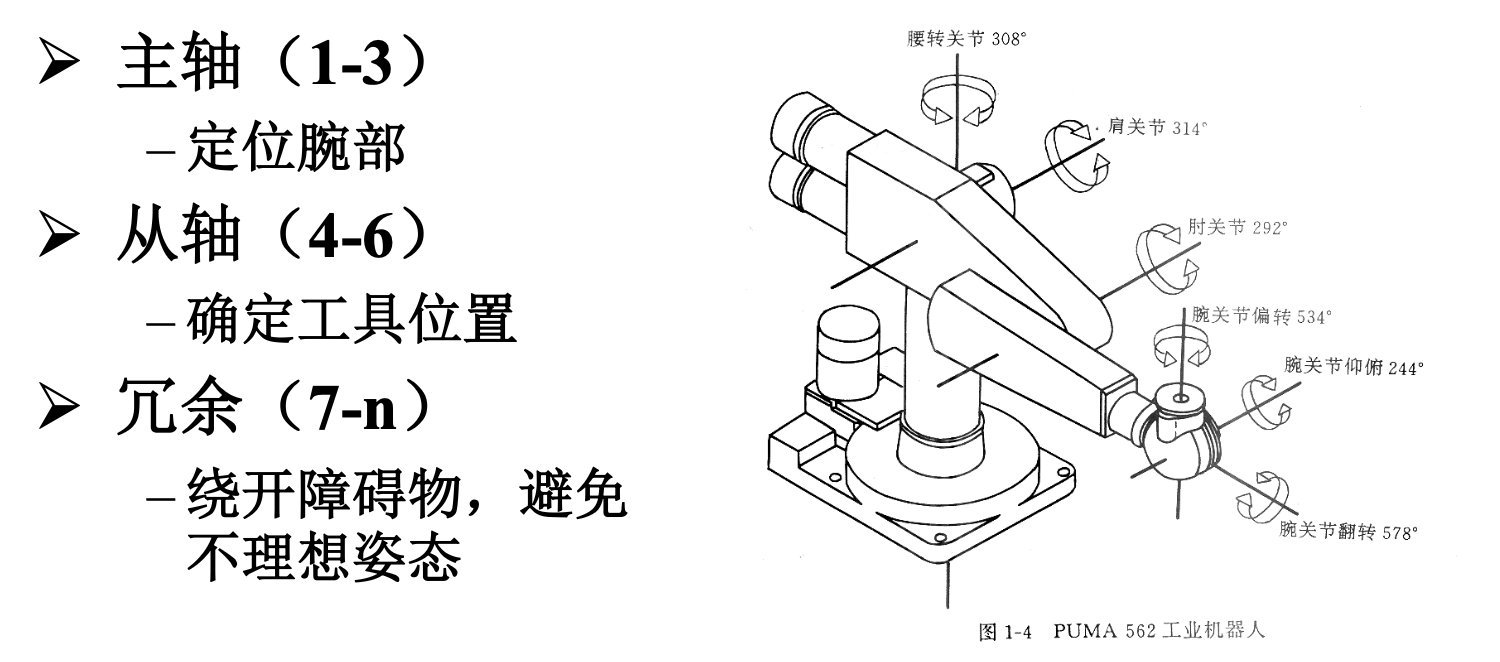 主轴（1-3）
– 定位腕部
从轴（4-6）
– 确定工具位置
冗余（7-n）
– 绕开障碍物，避免
不理想姿态
腰转关节 308°
肩关节 314°
肘关节 292°
腕关节偏转 534°
腕关节仰俯 244°
腕关节翻转 578°
图 1-4 PUMA 562 工业机器人